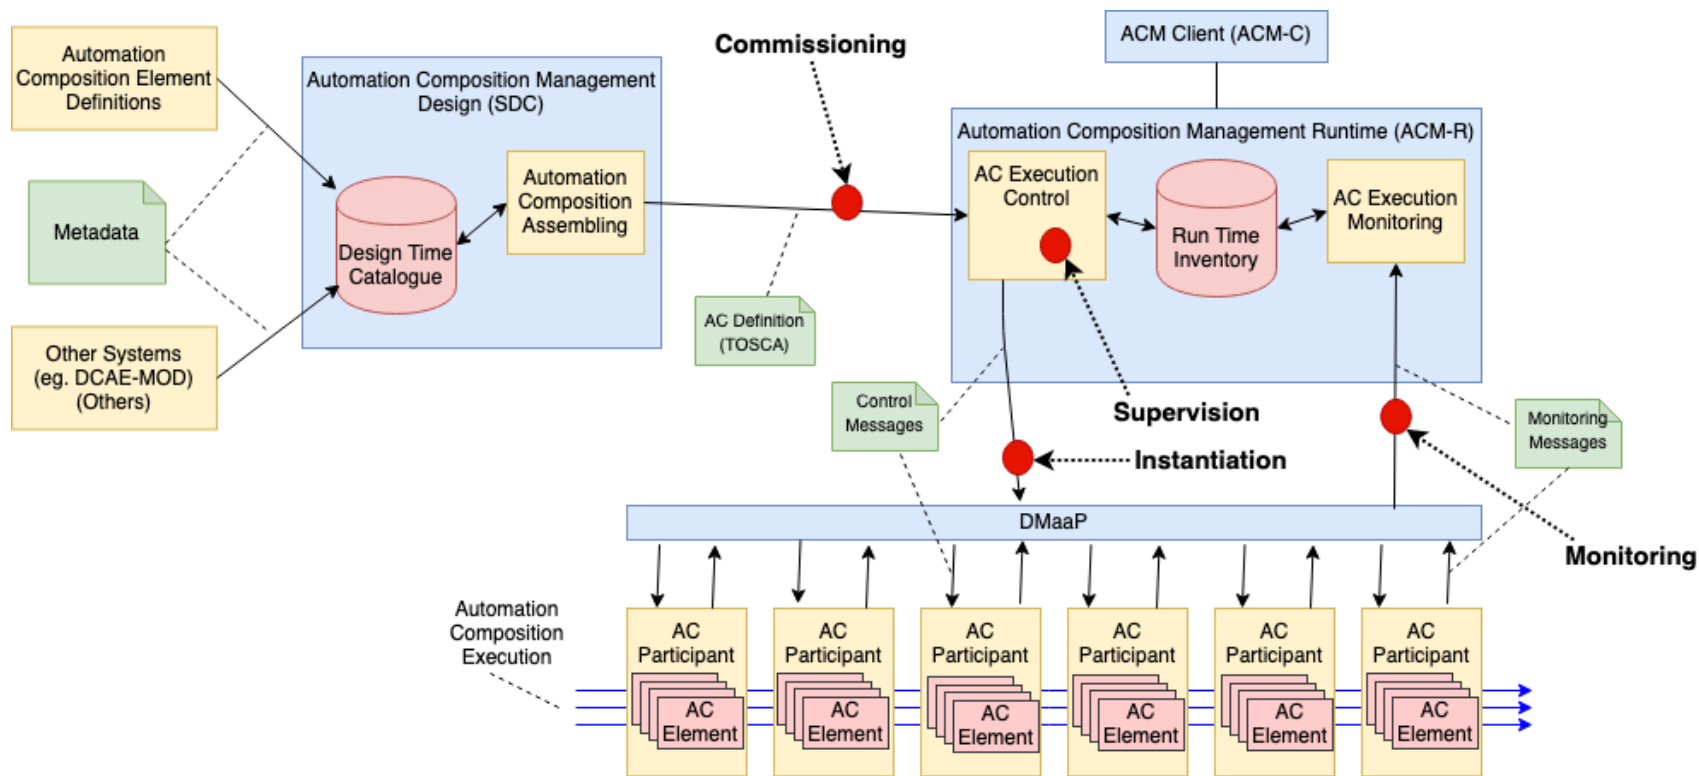 Automation
Composition Element
Definitions
Metadata
Other Systems
(eg. DCAE-MOD)
(Others)
Automation Composition Management
Design (SDC)
Design Time
Catalogue
Automation
Composition
Assembling
Commissioning
AC Definition
(TOSCA)
ACM Client (ACM-C)
Automation Composition Management Runtime (ACM-R)
AC Execution
Control
Run Time
Inventory
AC Execution
Monitoring
Control
Messages
Supervision
Instantiation
Monitoring
Messages
Monitoring
DMaaP
Automation
Composition
Execution
AC
Participant
AC
Element
AC
Participant
AC
Element
AC
Participant
AC
Element
AC
Participant
AC
Element
AC
Participant
AC
Element
AC
Participant
AC
Element